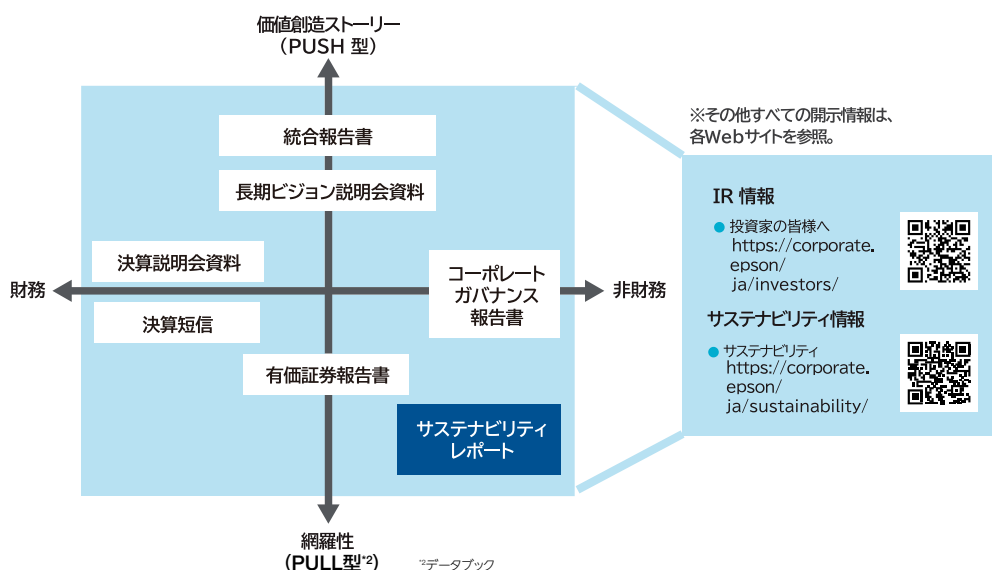 価値創造ストーリー
（PUSH 型）
統合報告書
長期ビジョン説明会資料
決算説明会資料
財務
決算短信
コーポレート
ガバナンス
報告書
非財務
有価証券報告書
サステナビリティ
レポート
網羅性
（PULL型*2）
*2データブック
※その他すべての開示情報は、
各Webサイトを参照。
IR 情報
● 投資家の皆様へ
https://corporate.
epson/
ja/investors/
サステナビリティ情報
● サステナビリティ
https://corporate.
epson/
ja/sustainability/